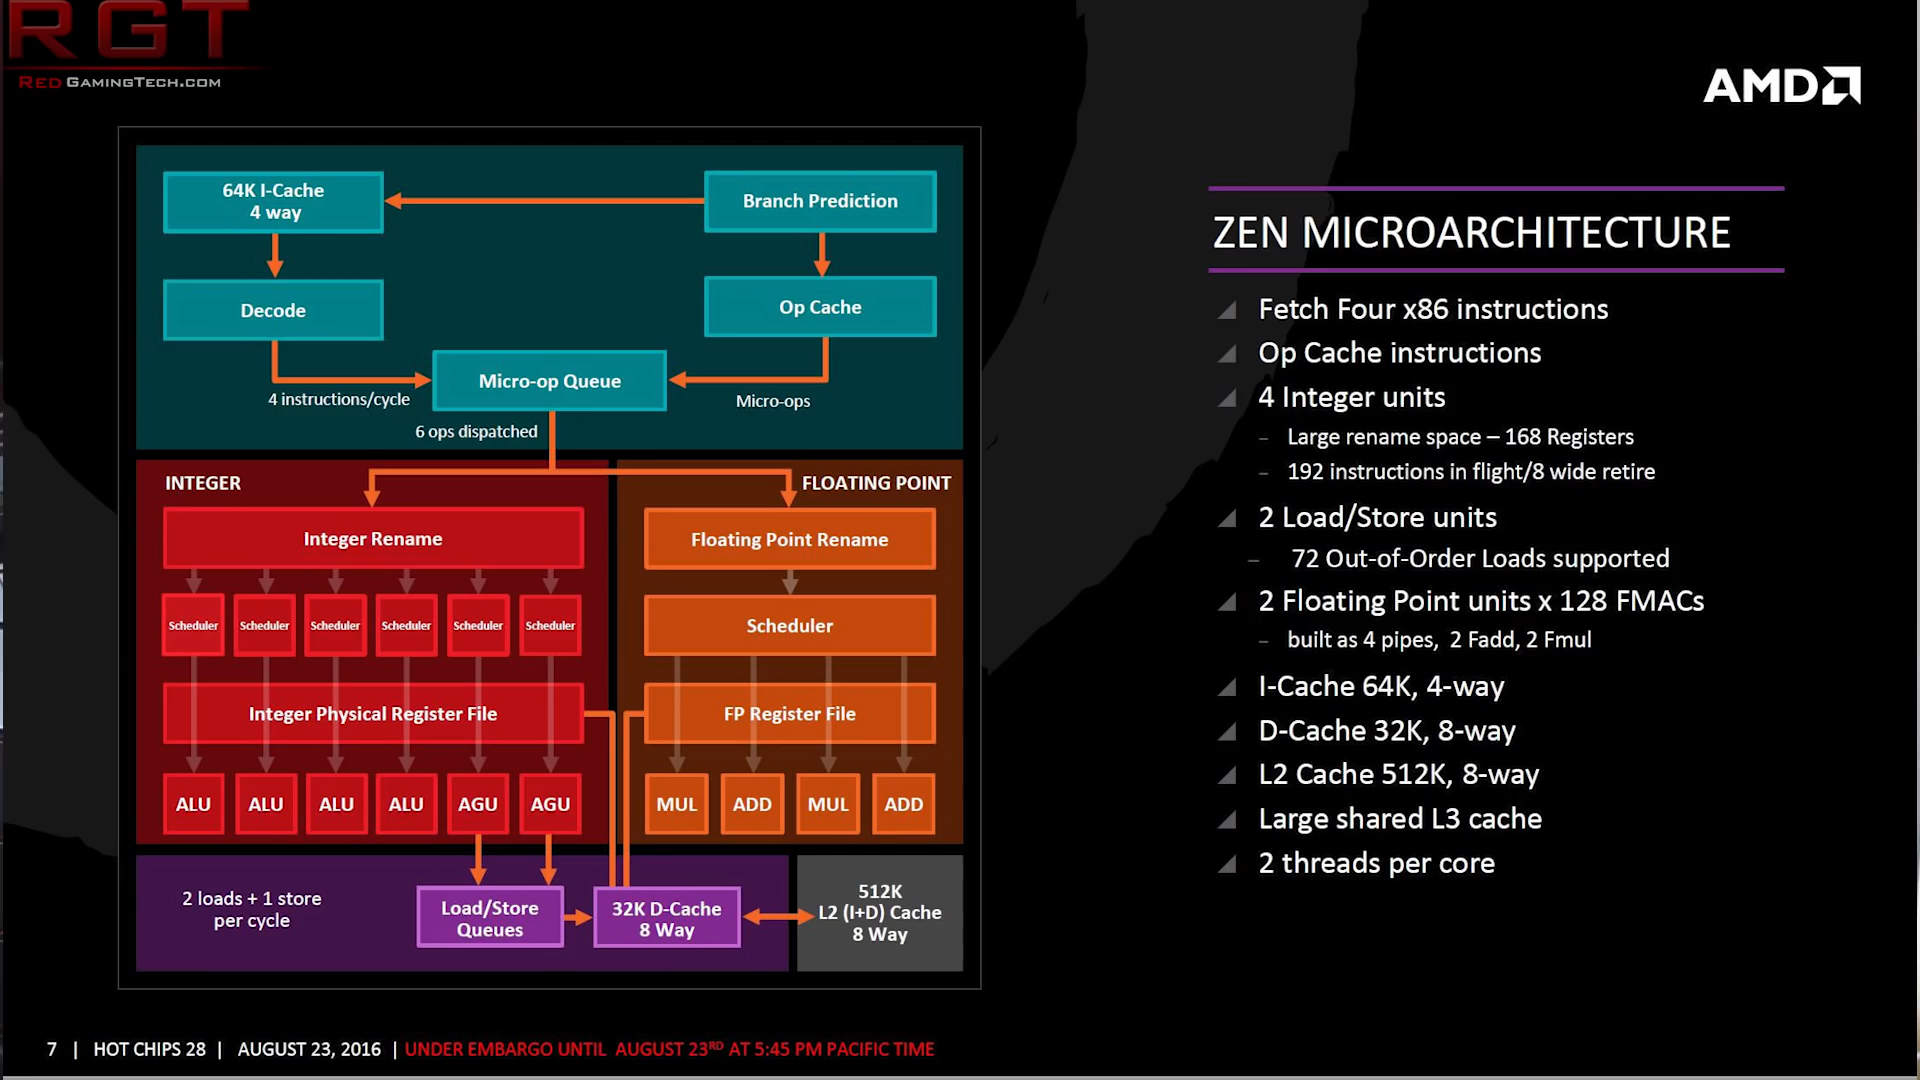 RGT
RED GAMINGTECH.COM
AMD
64K I-Cache
4 way
Branch Prediction
Decode
Op Cache
Micro-op Queue
4 instructions/cycle
Micro-ops
6 ops dispatched
INTEGER
FLOATING POINT
Integer Rename
Floating Point Rename
Scheduler
Scheduler
Scheduler
Scheduler
Scheduler
Scheduler
Scheduler
Integer Physical Register File
FP Register File
ALU
ALU
ALU
ALU
AGU
AGU
MUL
ADD
MUL
ADD
2 loads + 1 store
per cycle
Load/Store
Queues
32K D-Cache
8 Way
512K
L2 (I+D) Cache
8 Way
ZEN MICROARCHITECTURE
Fetch Four x86 instructions
Op Cache instructions
4 Integer units
– Large rename space – 168 Registers
– 192 instructions in flight/8 wide retire
2 Load/Store units
– 72 Out-of-Order Loads supported
2 Floating Point units x 128 FMACs
– built as 4 pipes, 2 Fadd, 2 Fmul
I-Cache 64K, 4-way
D-Cache 32K, 8-way
L2 Cache 512K, 8-way
Large shared L3 cache
2 threads per core
7 | HOT CHIPS 28 | AUGUST 23, 2016 | UNDER EMBARGO UNTIL AUGUST 23RD AT 5:45 PM PACIFIC TIME